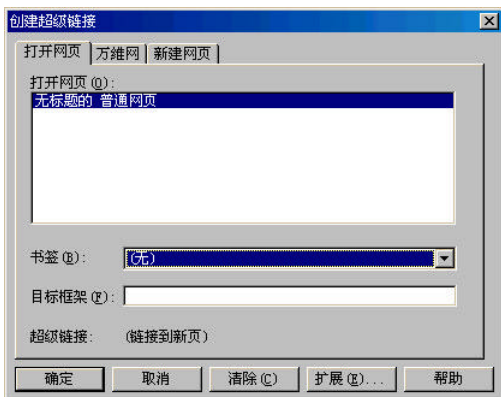 创建超级链接
打开网页 万维网 新建网页
打开网页(O):
无标题的 普通网页
书签(B): (无)
目标框架(F):
超级链接: (链接到新页)
确定 取消 清除(C) 扩展(E)... 帮助